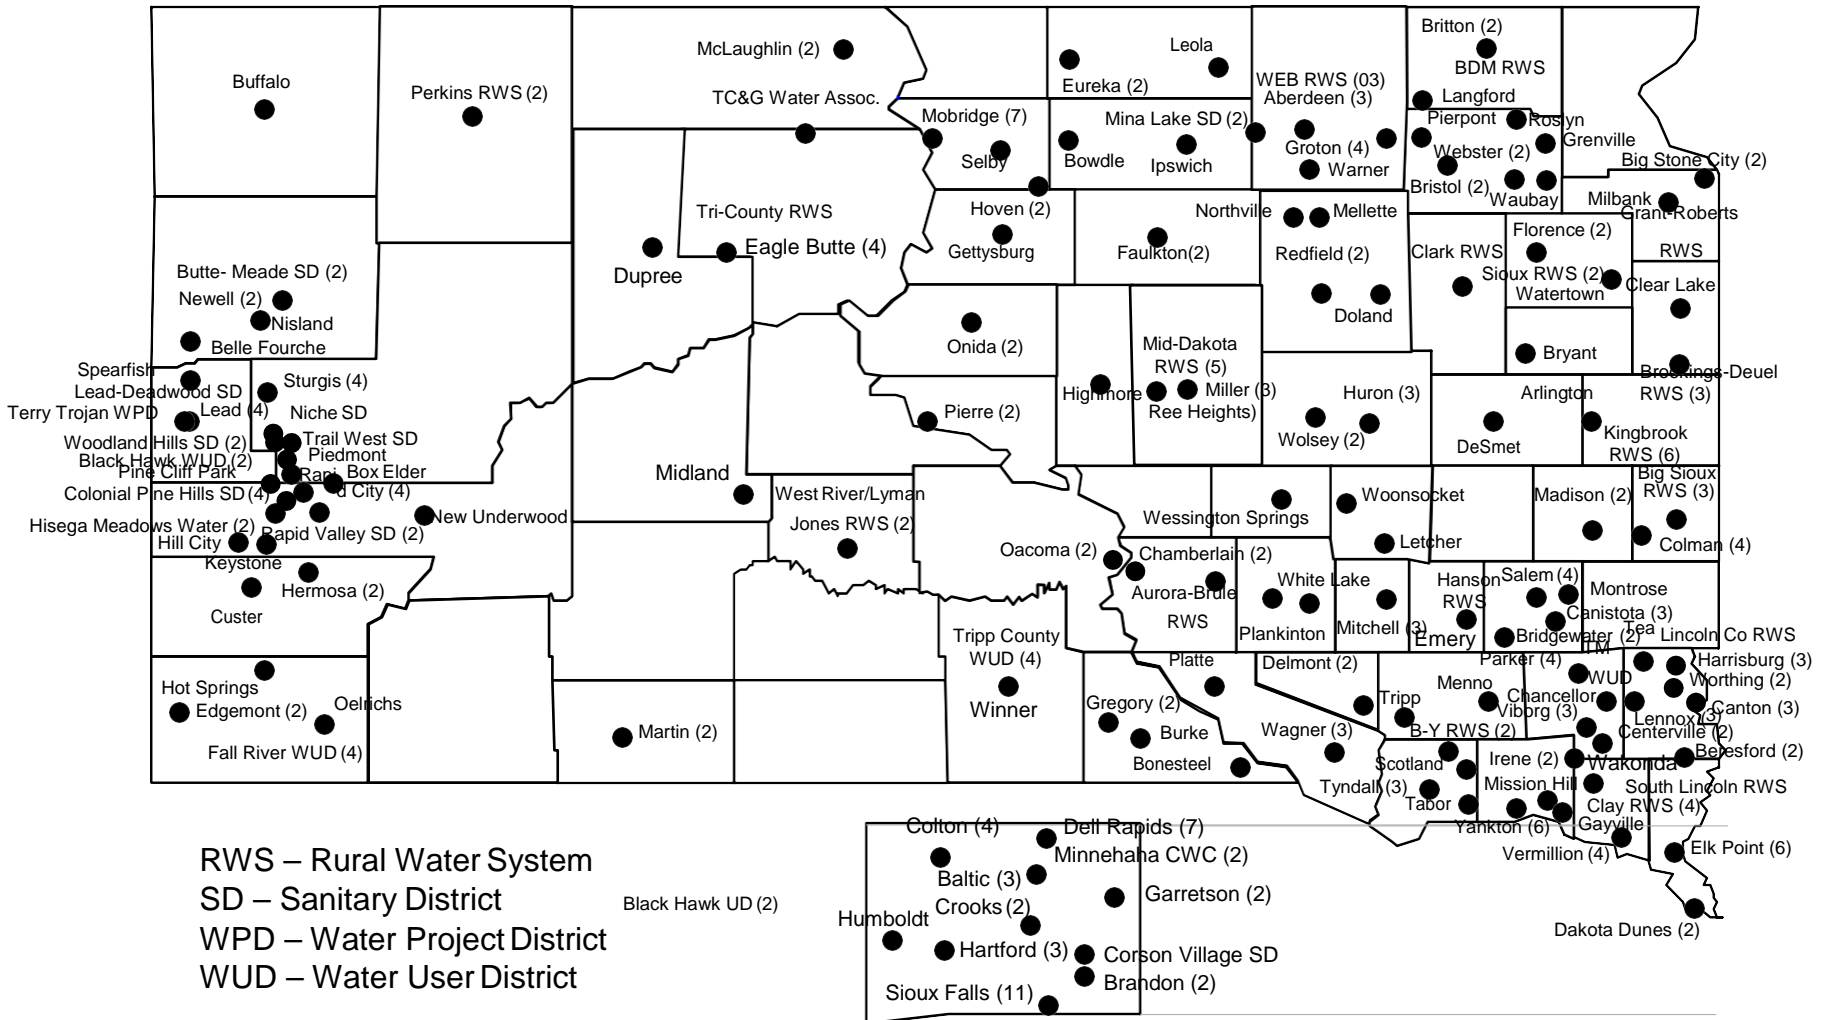 Britton (2)
McLaughlin (2)
Leola
BDM RWS
Buffalo
Perkins RWS (2)
Eureka (2)
WEB RWS (03)
TC&G Water Assoc.
Aberdeen (3)
Langford
Mobridge (7)
Mina Lake SD (2)
Pierpont
Roslyn
Grenville
Selby
Bowdle
Ipswich
Groton (4)
Warner
Webster (2)
Big Stone City (2)
Bristol (2)
Waubay
Milbank
Grant-Roberts
RWS
Tri-County RWS
Eagle Butte (4)
Dupree
Hoven (2)
Gettysburg
Faulkton(2)
Northville
Mellette
Redfield (2)
Doland
Clark RWS
Florence (2)
Sioux RWS (2)
Watertown
Clear Lake
Butte- Meade SD (2)
Newell (2)
Nisland
Belle Fourche
Onida (2)
Mid-Dakota
RWS (5)
Highmore
Miller (3)
Ree Heights)
Huron (3)
Wolsey (2)
Bryant
Brookings-Deuel
RWS (3)
Arlington
DeSmet
Kingbrook
RWS (6)
Spearfish
Lead-Deadwood SD
Sturgis (4)
Terry Trojan WPD
Lead (4)
Niche SD
Woodland Hills SD (2)
Trail West SD
Black Hawk WUD (2)
Piedmont
Pine Cliff Park
Rapi
d City (4)
Box Elder
Colonial Pine Hills SD (4)
New Underwood
Hisega Meadows Water (2)
Rapid Valley SD (2)
Hill City
Keystone
Hermosa (2)
Custer
Pierre (2)
Midland
West River/Lyman
Jones RWS (2)
Wessington Springs
Woonsocket
Letcher
Madison (2)
Big Sioux
RWS (3)
Colman (4)
Oacoma (2)
Chamberlain (2)
Aurora-Brule
RWS
White Lake
Plankinton
Mitchell (3)
Hanson
RWS
Emery
Salem (4)
Montrose
Canistota (3)
Bridgewater (2)
Tea
Lincoln Co RWS
Tripp County
WUD (4)
Winner
Platte
Delmont (2)
Parker (4)
TM
WUD
Harrisburg (3)
Worthing (2)
Hot Springs
Edgemont (2)
Oelrichs
Fall River WUD (4)
Martin (2)
Gregory (2)
Burke
Bonesteel
Wagner (3)
Tripp
Menno
Chancellor
Viborg (3)
Lennox (3)
Canton (3)
Centerville (2)
B-Y RWS (2)
Beresford (2)
Scotland
Irene (2)
Wakonda
Tyndall (3)
Mission Hill
South Lincoln RWS
Tabor
Clay RWS (4)
Yankton (6)
Gayville
Vermillion (4)
Elk Point (6)
Dakota Dunes (2)
Colton (4)
Dell Rapids (7)
Minnehaha CWC (2)
Baltic (3)
Garretson (2)
Crooks (2)
Humboldt
Hartford (3)
Corson Village SD
Brandon (2)
Sioux Falls (11)
Black Hawk UD (2)
RWS – Rural Water System
SD – Sanitary District
WPD – Water Project District
WUD – Water User District